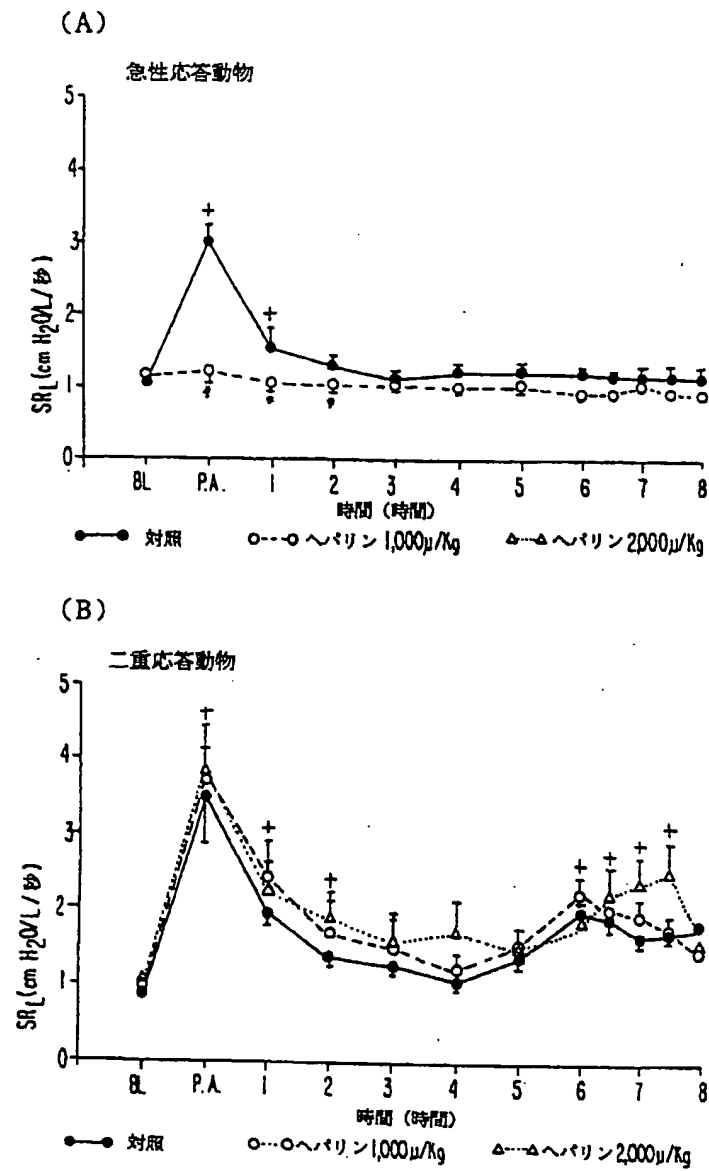 (A)
急性応答動物
5
4
3
2
1
0
SRL (cm H2O/L/秒)
BL P.A. 1 2 3 4 5 6 7 8
時間 (時間)
対照 ヘパリン 1,000μ/Kg ヘパリン 2,000μ/Kg
(B)
二重応答動物
5
4
3
2
1
0
SRL (cm H2O/L/秒)
BL P.A. 1 2 3 4 5 6 7 8
時間 (時間)
対照 ヘパリン 1,000μ/Kg ヘパリン 2,000μ/Kg